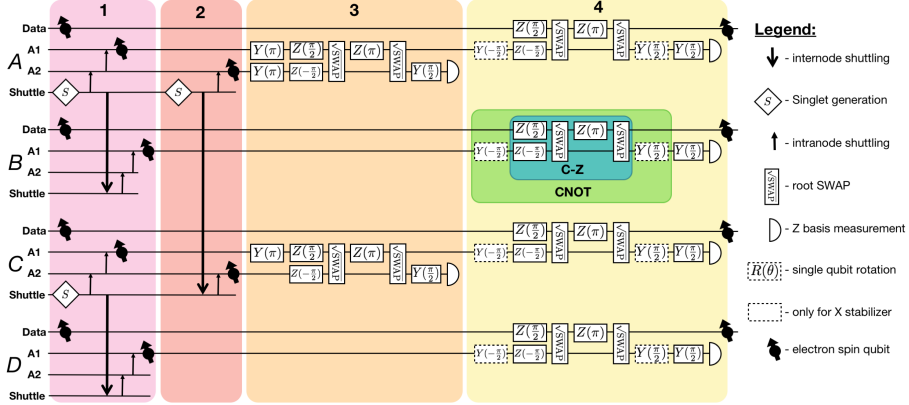 1 2 3 4
Data Z(π/2) √SWAP Z(π) √SWAP
A A1 Y(π) Z(π/2) √SWAP Z(π) √SWAP Y(-π/2) Z(-π/2) Y(π/2) Y(π/2)
A2 Y(π) Z(-π/2) Y(π/2)
Shuttle S S
Data Z(π/2) √SWAP Z(π) √SWAP
B A1 Y(-π/2) Z(-π/2) Y(π/2) Y(π/2)
C-Z
A2
CNOT
Shuttle
Data Z(π/2) √SWAP Z(π) √SWAP
C A1 Y(π) Z(π/2) √SWAP Z(π) √SWAP Y(-π/2) Z(-π/2) Y(π/2) Y(π/2)
A2 Z(-π/2) Y(π/2)
Shuttle S
Data Z(π/2) √SWAP Z(π) √SWAP
D A1 Y(-π/2) Z(-π/2) Y(π/2) Y(π/2)
A2
Shuttle
Legend:
- internode shuttling
S - Singlet generation
- intranode shuttling
√SWAP - root SWAP
- Z basis measurement
R(θ) - single qubit rotation
- only for X stabilizer
- electron spin qubit